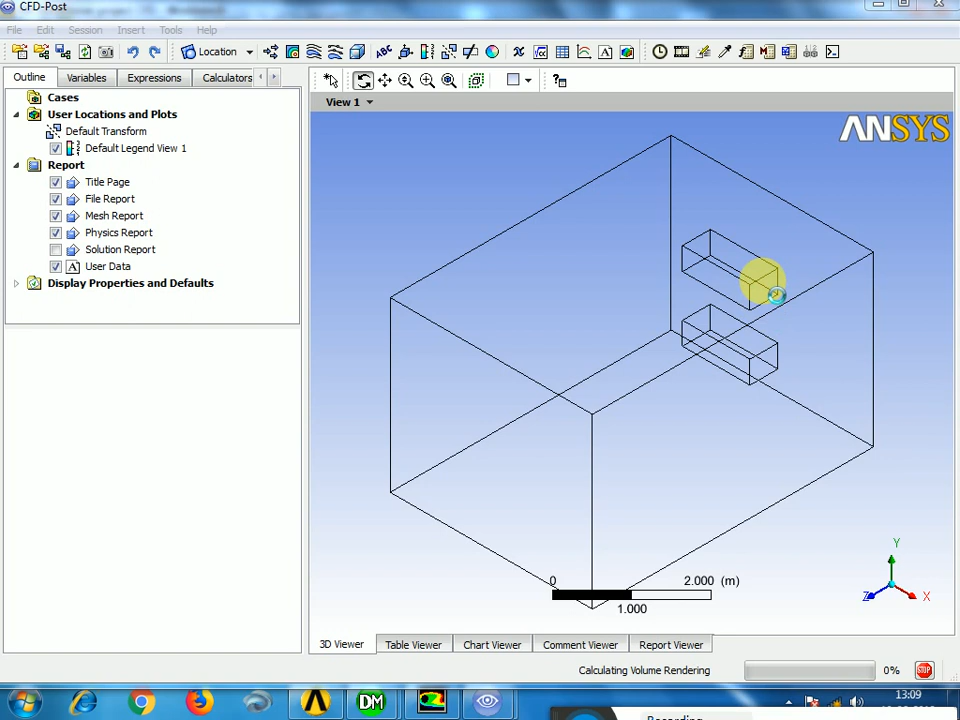 CFD-Post
File Edit Session Insert Tools Help
Location
Outline Variables Expressions Calculators
Cases
User Locations and Plots
Default Transform
Default Legend View 1
Report
Title Page
File Report
Mesh Report
Physics Report
Solution Report
User Data
Display Properties and Defaults
View 1
ANSYS
0 2.000 (m)
1.000
Y
Z X
3D Viewer Table Viewer Chart Viewer Comment Viewer Report Viewer
Calculating Volume Rendering 0% STOP
DM
13:09